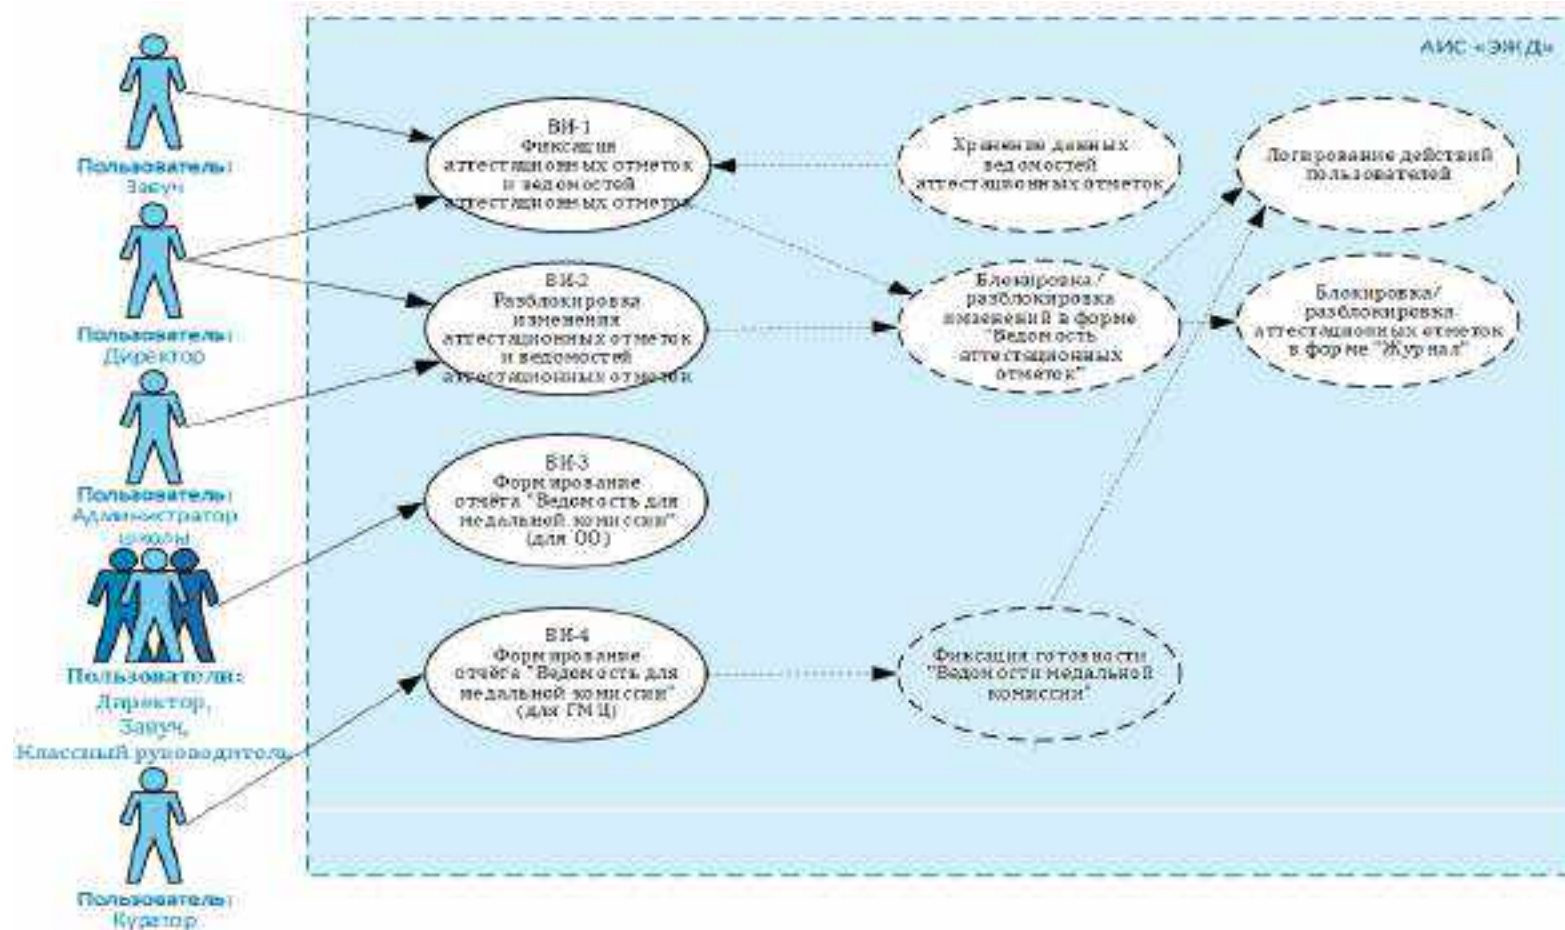 АИС «ЭЖД»
Пользователь:
Завуч
Пользователь:
Директор
Пользователь:
Администратор
школы
Пользователи:
Директор,
Завуч,
Классный руководитель
Пользователь:
Куратор
ВИ-1
Фиксация
аттестационных отметок
и ведомостей
аттестационных отметок
ВИ-2
Разблокировка
изменения
аттестационных отметок
и ведомостей
аттестационных отметок
ВИ-3
Формирование
отчёта "Ведомость для
медальной комиссии"
(для ОО)
ВИ-4
Формирование
отчёта "Ведомость для
медальной комиссии"
(для ГМЦ)
Хранение данных
ведомостей
аттестационных отметок
Блокировка/
разблокировка
изменений в форме
"Ведомость
аттестационных
отметок"
Фиксация готовности
"Ведомости медальной
комиссии"
Логирование действий
пользователей
Блокировка/
разблокировка
аттестационных отметок
в форме "Журнал"